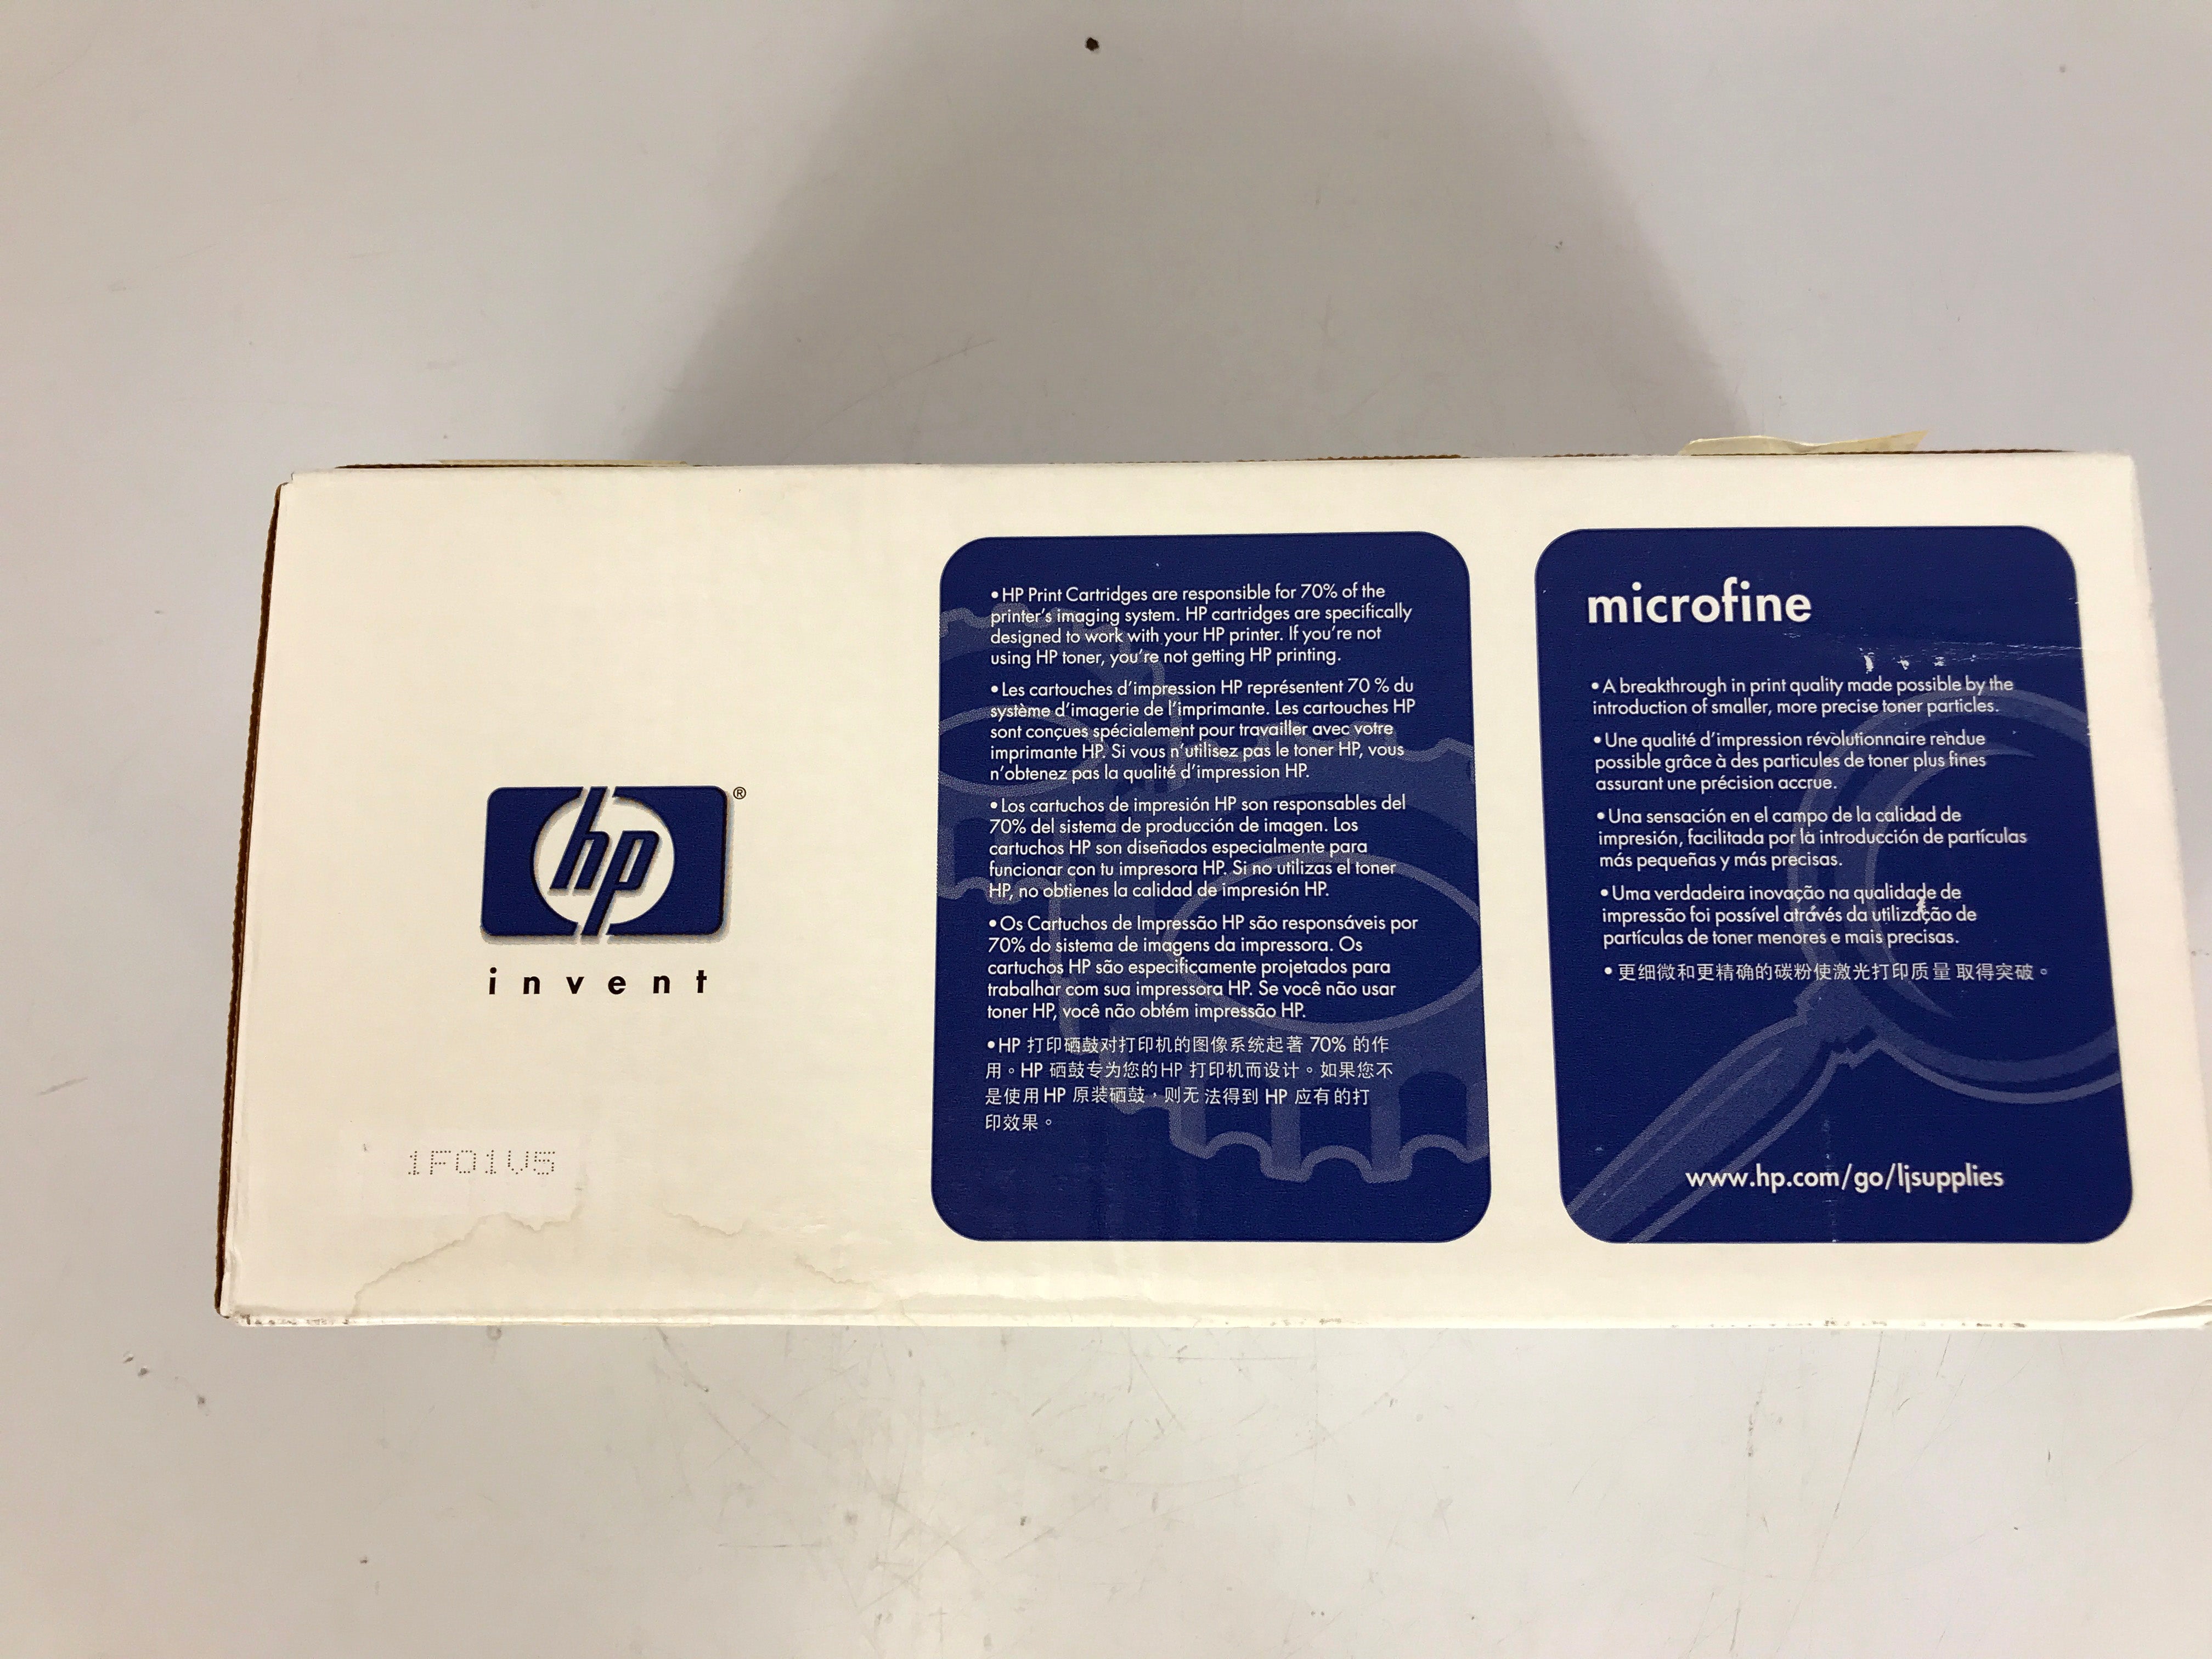 hp®
invent
1F01V5
• HP Print Cartridges are responsible for 70% of the
printer's imaging system. HP cartridges are specifically
designed to work with your HP printer. If you're not
using HP toner, you're not getting HP printing.
• Les cartouches d'impression HP représentent 70 % du
système d'imagerie de l'imprimante. Les cartouches HP
sont conçues spécialement pour travailler avec votre
imprimante HP. Si vous n'utilisez pas le toner HP, vous
n'obtenez pas la qualité d'impression HP.
• Los cartuchos de impresión HP son responsables del
70% del sistema de producción de imagen. Los
cartuchos HP son diseñados especialmente para
funcionar con tu impresora HP. Si no utilizas el toner
HP, no obtienes la calidad de impresión HP.
• Os Cartuchos de Impressão HP são responsáveis por
70% do sistema de imagens da impressora. Os
cartuchos HP são especificamente projetados para
trabalhar com sua impressora HP. Se você não usar
toner HP, você não obtém impressão HP.
• HP 打印硒鼓对打印机的图像系统起著 70% 的作
用。HP 硒鼓专为您的HP 打印机而设计。如果您不
是使用 HP 原装硒鼓，则无 法得到 HP 应有的打
印效果。
microfine
• A breakthrough in print quality made possible by the
introduction of smaller, more precise toner particles.
• Une qualité d'impression révolutionnaire rendue
possible grâce à des particules de toner plus fines
assurant une précision accrue.
• Una sensación en el campo de la calidad de
impresión, facilitada por la introducción de partículas
más pequeñas y más precisas.
• Uma verdadeira inovação na qualidade de
impressão foi possível através da utilização de
partículas de toner menores e mais precisas.
• 更细微和更精确的碳粉使激光打印质量 取得突破。
www.hp.com/go/ljsupplies